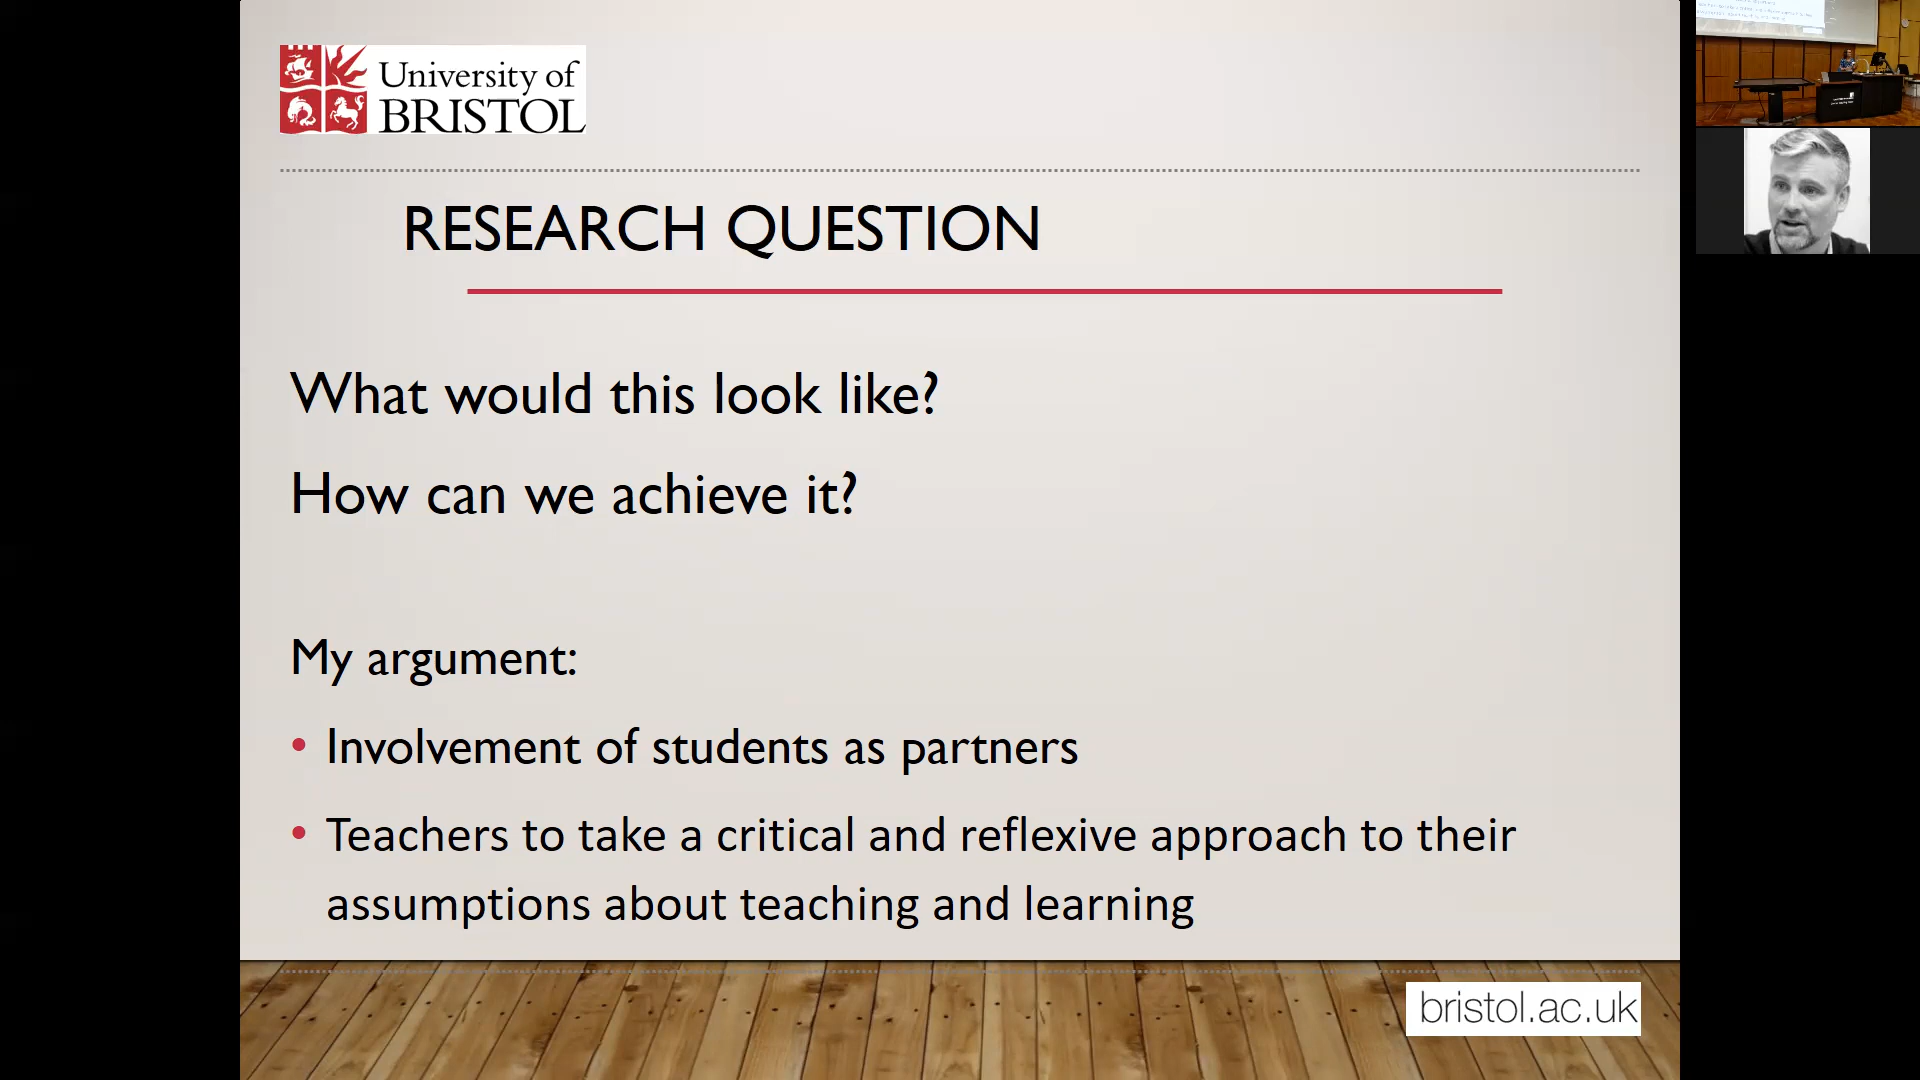 University of
BRISTOL
RESEARCH QUESTION
What would this look like?
How can we achieve it?
My argument:
• Involvement of students as partners
• Teachers to take a critical and reflexive approach to their
assumptions about teaching and learning
bristol.ac.uk